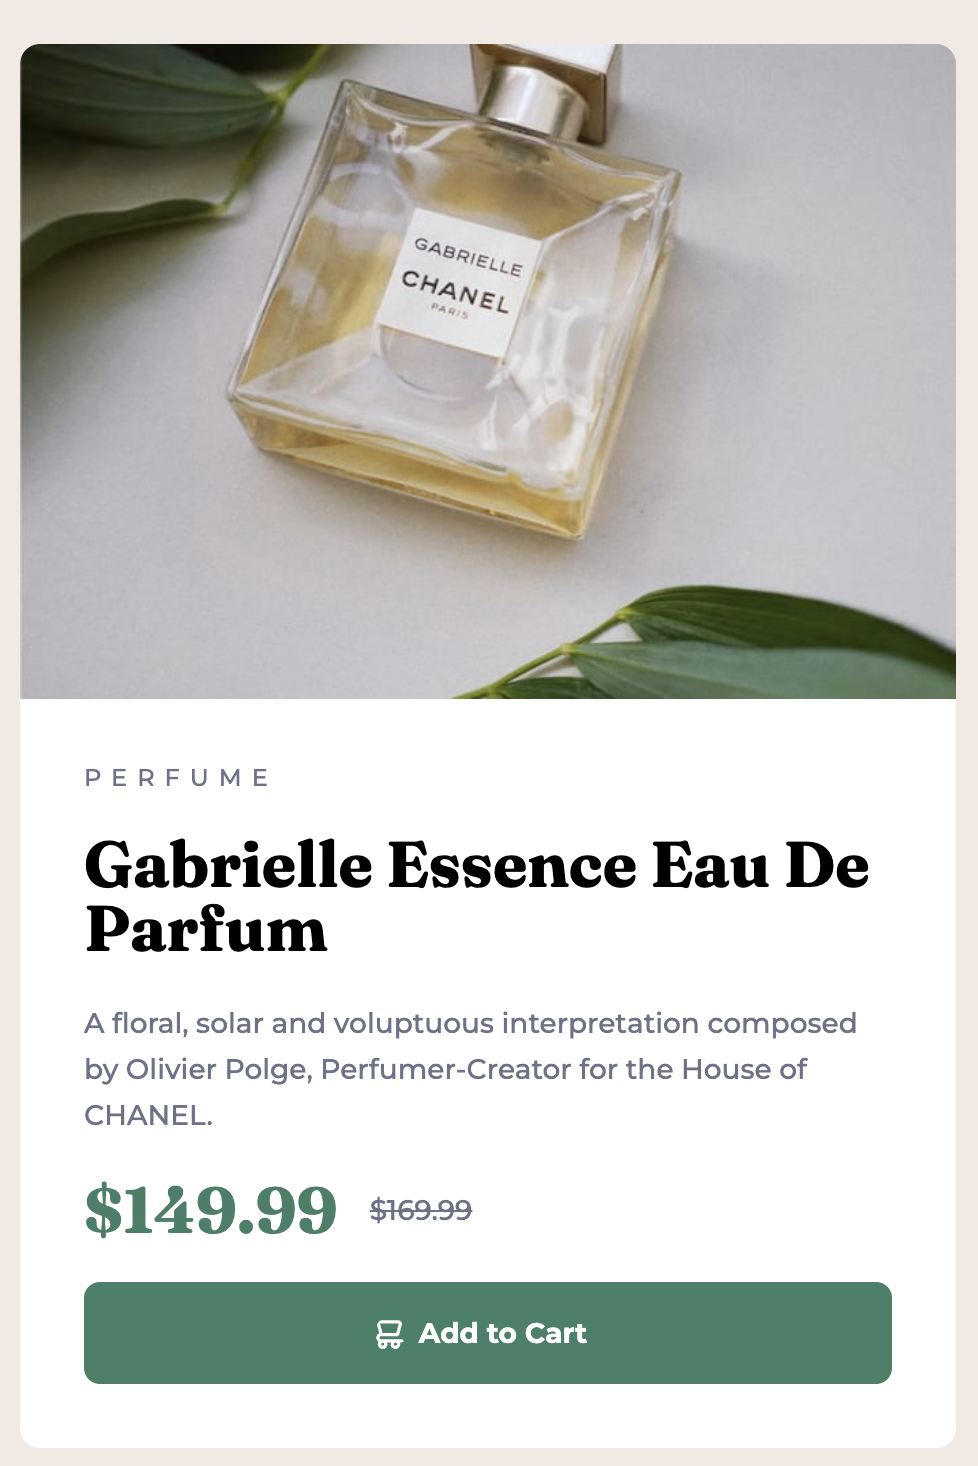 GABRIELLE
CHANEL
PARIS
PERFUME
Gabrielle Essence Eau De
Parfum
A floral, solar and voluptuous interpretation composed
by Olivier Polge, Perfumer-Creator for the House of
CHANEL.
$149.99 $169.99
Add to Cart